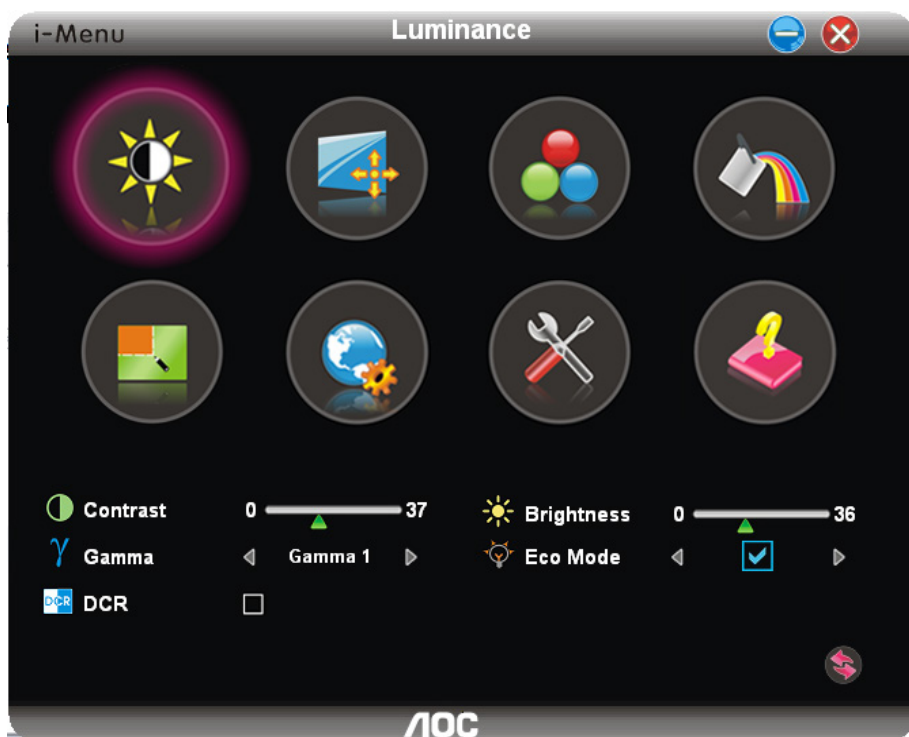 i-Menu
Luminance
Contrast 0 37
Brightness 0 36
γ Gamma Gamma 1
Eco Mode
DCR DCR
AOC